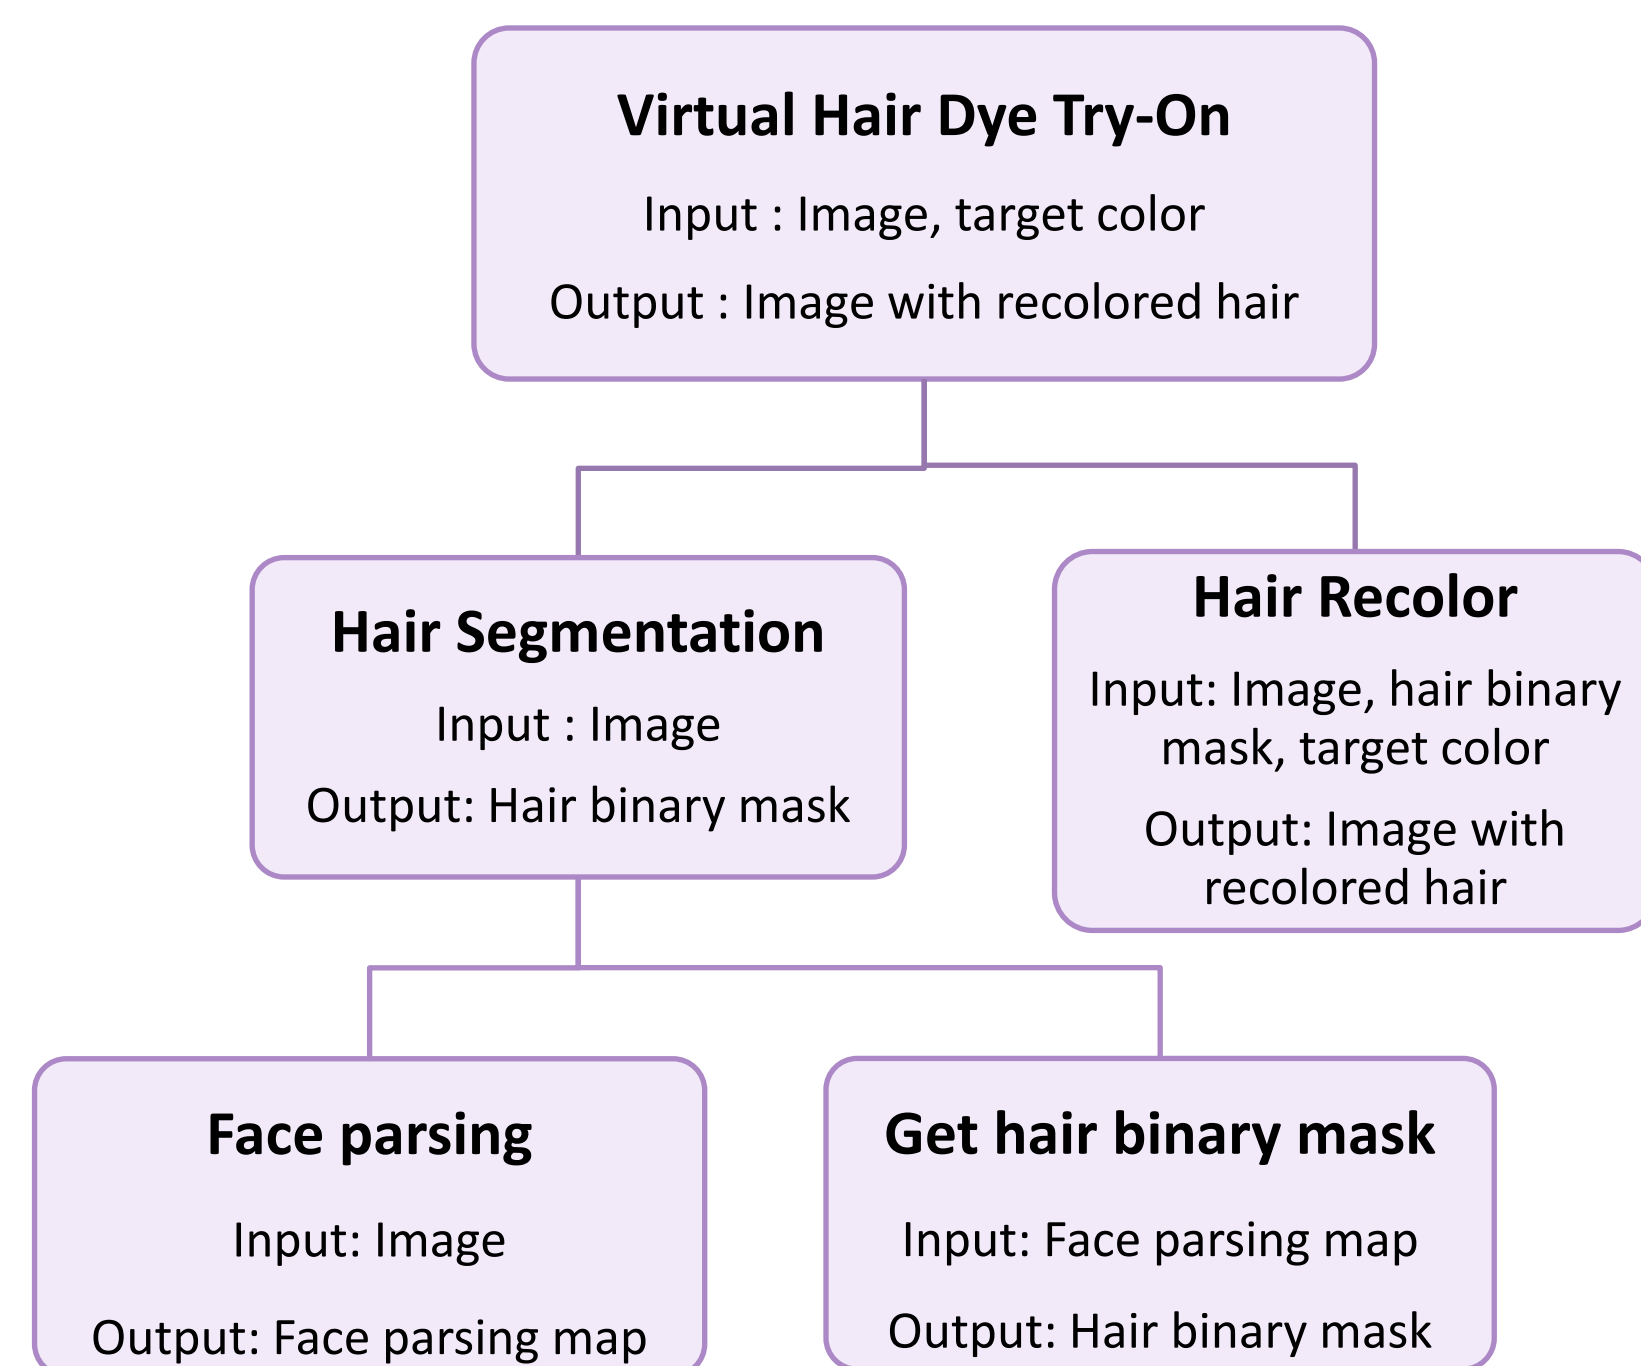 Virtual Hair Dye Try-On
Input : Image, target color
Output : Image with recolored hair
Hair Segmentation
Input : Image
Output: Hair binary mask
Hair Recolor
Input: Image, hair binary
mask, target color
Output: Image with
recolored hair
Face parsing
Input: Image
Output: Face parsing map
Get hair binary mask
Input: Face parsing map
Output: Hair binary mask